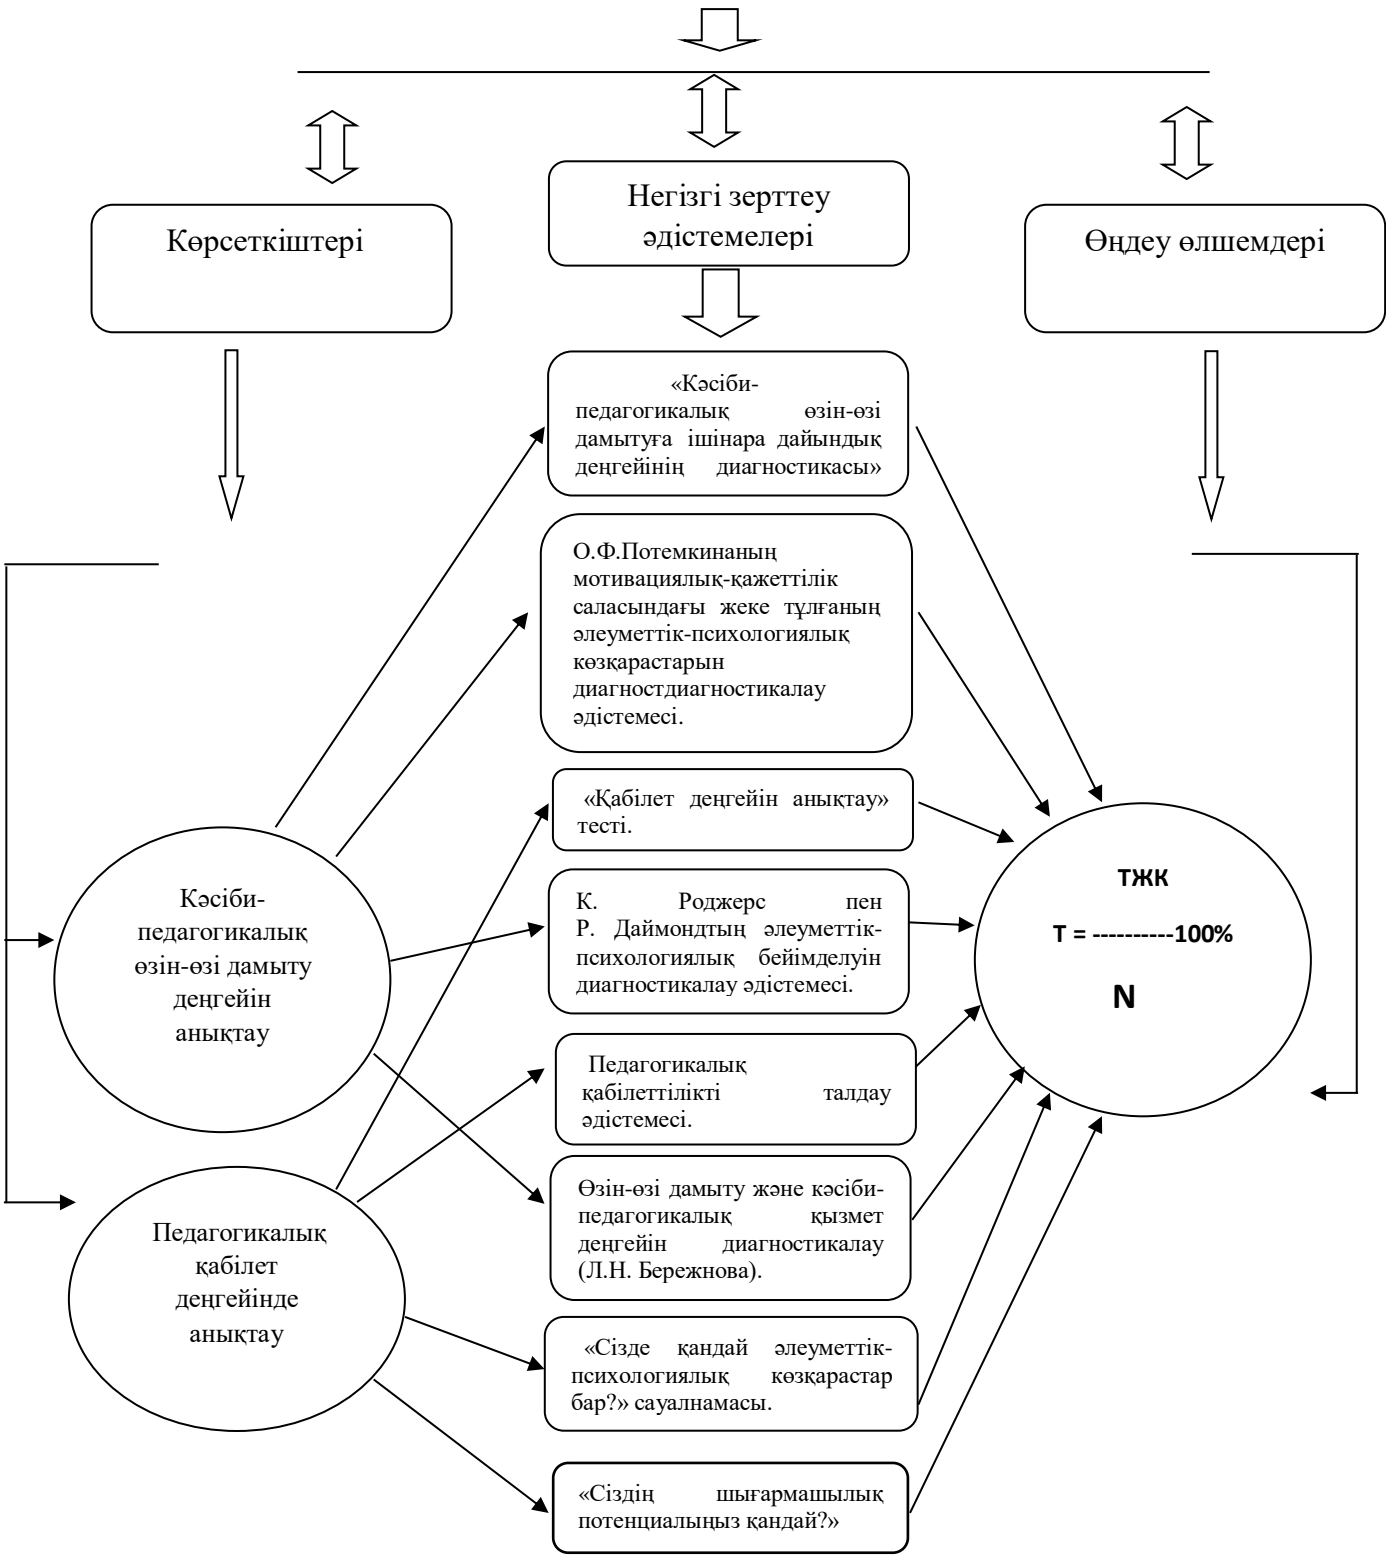 Көрсеткіштері
Негізгі зерттеу
әдістемелері
Өңдеу өлшемдері
«Кәсіби-
педагогикалық өзін-өзі
дамытуға ішінара дайындық
деңгейінің диагностикасы»
О.Ф.Потемкинаның
мотивациялық-қажеттілік
саласындағы жеке тұлғаның
әлеуметтік-психологиялық
көзқарастарын
диагностдиагностикалау
әдістемесі.
«Қабілет деңгейін анықтау»
тесті.
К. Роджерс пен
Р. Даймондтың әлеуметтік-
психологиялық бейімделуін
диагностикалау әдістемесі.
Педагогикалық
қабілеттілікті талдау
әдістемесі.
Өзін-өзі дамыту және кәсіби-
педагогикалық қызмет
деңгейін диагностикалау
(Л.Н. Бережнова).
«Сізде қандай әлеуметтік-
психологиялық көзқарастар
бар?» сауалнамасы.
«Сіздің шығармашылық
потенциалыңыз қандай?»
Кәсіби-
педагогикалық
өзін-өзі дамыту
деңгейін
анықтау
Педагогикалық
қабілет
деңгейінде
анықтау
ТЖК
Т = ----------100%
N